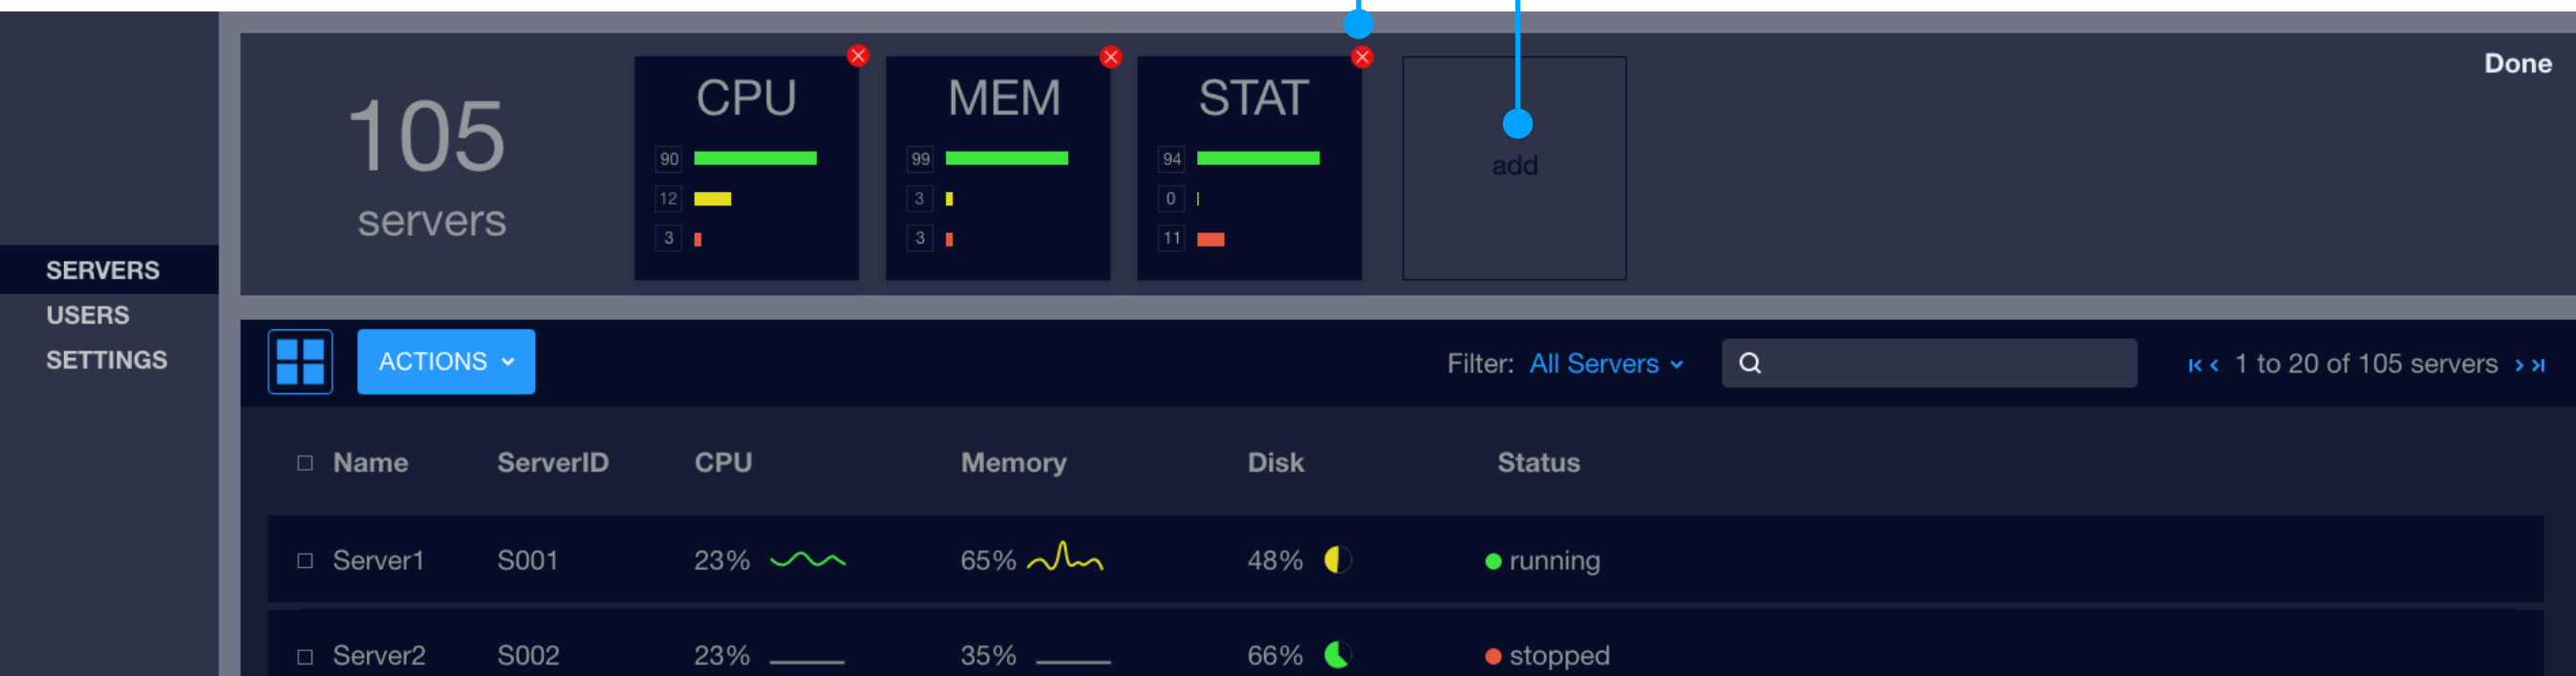 Done
105
servers
CPU
90
12
3
MEM
99
3
3
STAT
94
0
11
add
SERVERS
USERS
SETTINGS
ACTIONS
Filter: All Servers
1 to 20 of 105 servers
Name ServerID CPU Memory Disk Status
Server1 S001 23% 65% 48% running
Server2 S002 23% 35% 66% stopped